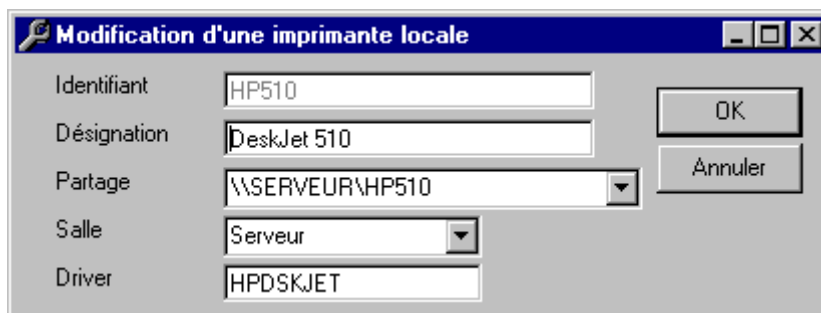 Modification d'une imprimante locale
Identifiant HP510
OK
Désignation DeskJet 510
Partage \\SERVEUR\HP510
Annuler
Salle Serveur
Driver HPDSKJET